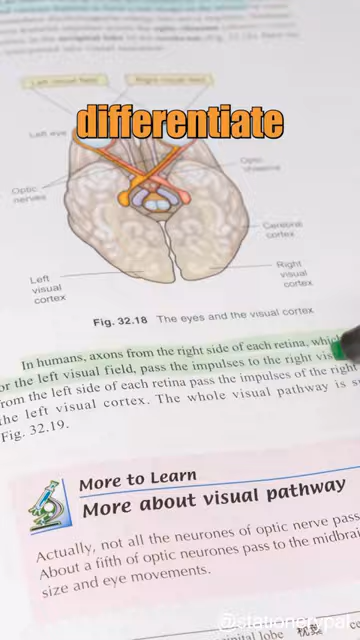 Left visual field
Right visual field
differentiate
Left eye
Optic
nerves
Optic
chiasma
Cerebral
cortex
Left
visual
cortex
Right
visual
cortex
Fig. 32.18 The eyes and the visual cortex
In humans, axons from the right side of each retina, which
or the left visual field, pass the impulses to the right vis
from the left side of each retina pass the impulses of the right
the left visual cortex. The whole visual pathway is s
Fig. 32.19.
More to Learn
More about visual pathway
Actually, not all the neurones of optic nerve pass
About a fifth of optic neurones pass to the midbrai
size and eye movements.
@stationerypal
cipital lobe